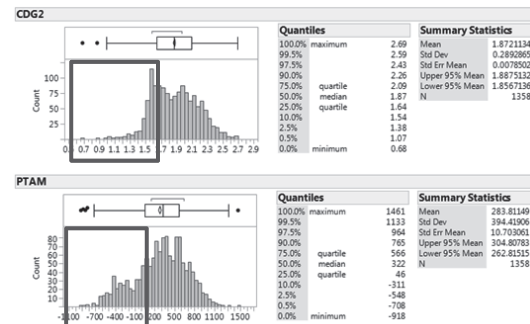 CDG2
Quantiles
100.0% maximum 2.69
99.5% 2.59
97.5% 2.43
90.0% 2.26
75.0% quartile 2.09
50.0% median 1.87
25.0% quartile 1.64
10.0% 1.54
2.5% 1.38
0.5% 1.07
0.0% minimum 0.68
Summary Statistics
Mean 1.8721134
Std Dev 0.2892865
Std Err Mean 0.0078502
Upper 95% Mean 1.8875132
Lower 95% Mean 1.8567136
N 1358
Count
100
75
50
25
0.7 0.9 1.1 1.3 1.5 1.7 1.9 2.1 2.3 2.5 2.7 2.9
PTAM
Quantiles
100.0% maximum 1461
99.5% 1133
97.5% 964
90.0% 765
75.0% quartile 566
50.0% median 322
25.0% quartile 46
10.0% -311
2.5% -548
0.5% -708
0.0% minimum -918
Summary Statistics
Mean 283.81149
Std Dev 394.41906
Std Err Mean 10.703061
Upper 95% Mean 304.80783
Lower 95% Mean 262.81515
N 1358
Count
80
70
60
50
40
30
20
10
-1100 -700 -400 -100 200 500 800 1100 1500